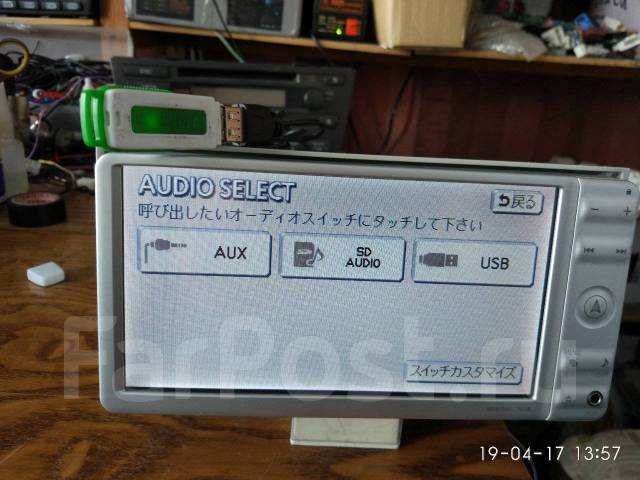 AUDIO SELECT
戻る
呼び出したいオーディオスイッチにタッチして下さい
AUX
SD AUDIO
USB
スイッチカスタマイズ
FarPost.ru
19-04-17 13:57